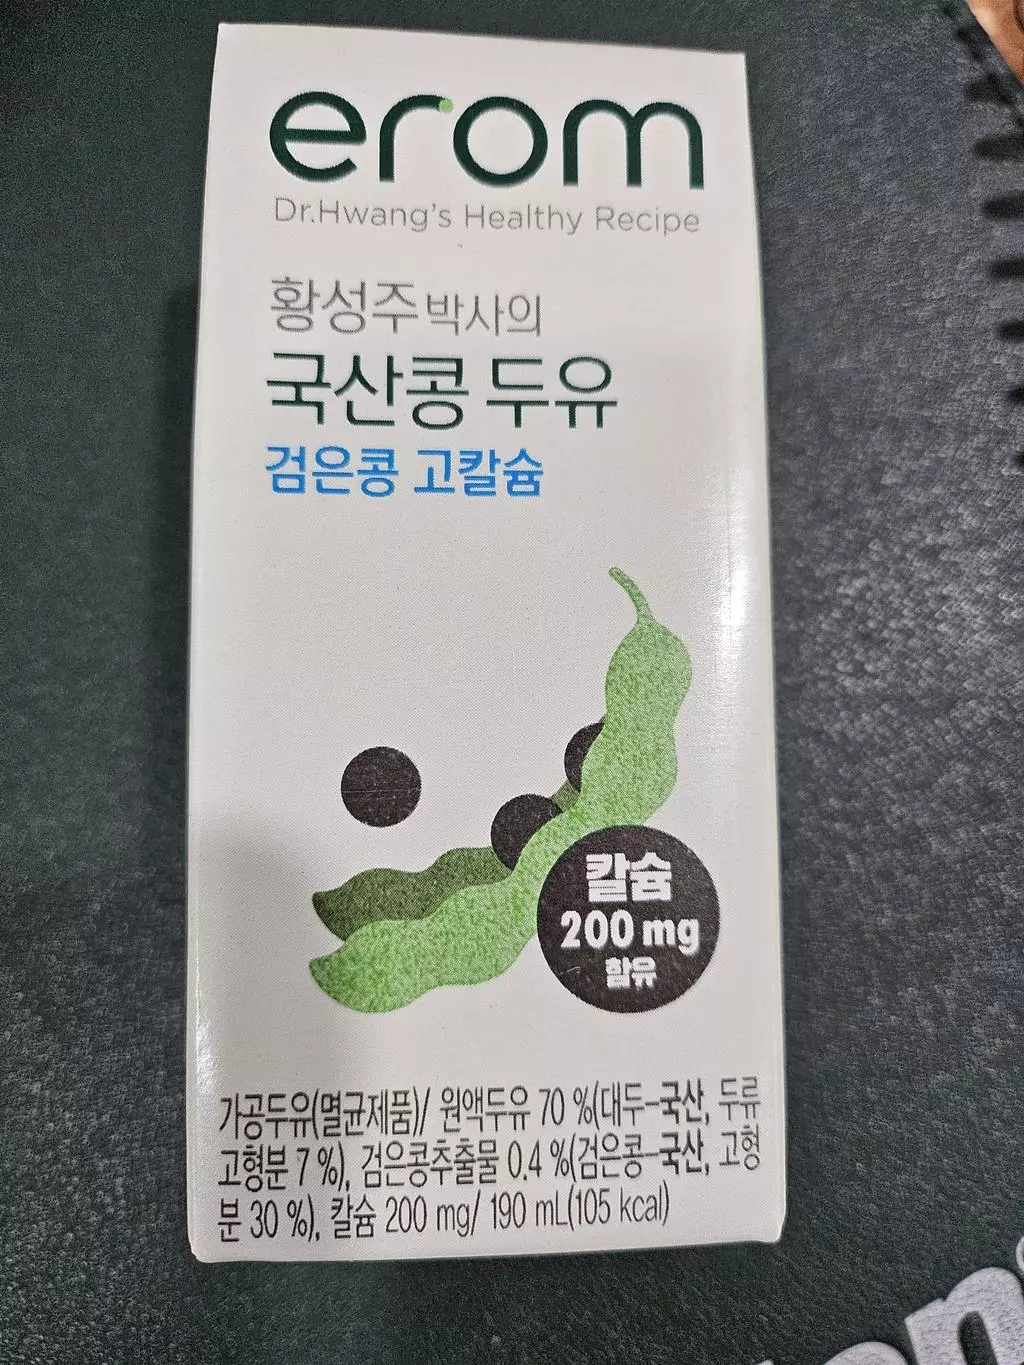 erom
Dr.Hwang's Healthy Recipe
황성주 박사의
국산콩 두유
검은콩 고칼슘
칼슘
200 mg
함유
가공두유(멸균제품)/ 원액두유 70 %(대두-국산, 두류
고형분 7 %), 검은콩추출물 0.4 %(검은콩-국산, 고형
분 30 %), 칼슘 200 mg/ 190 mL(105 kcal)